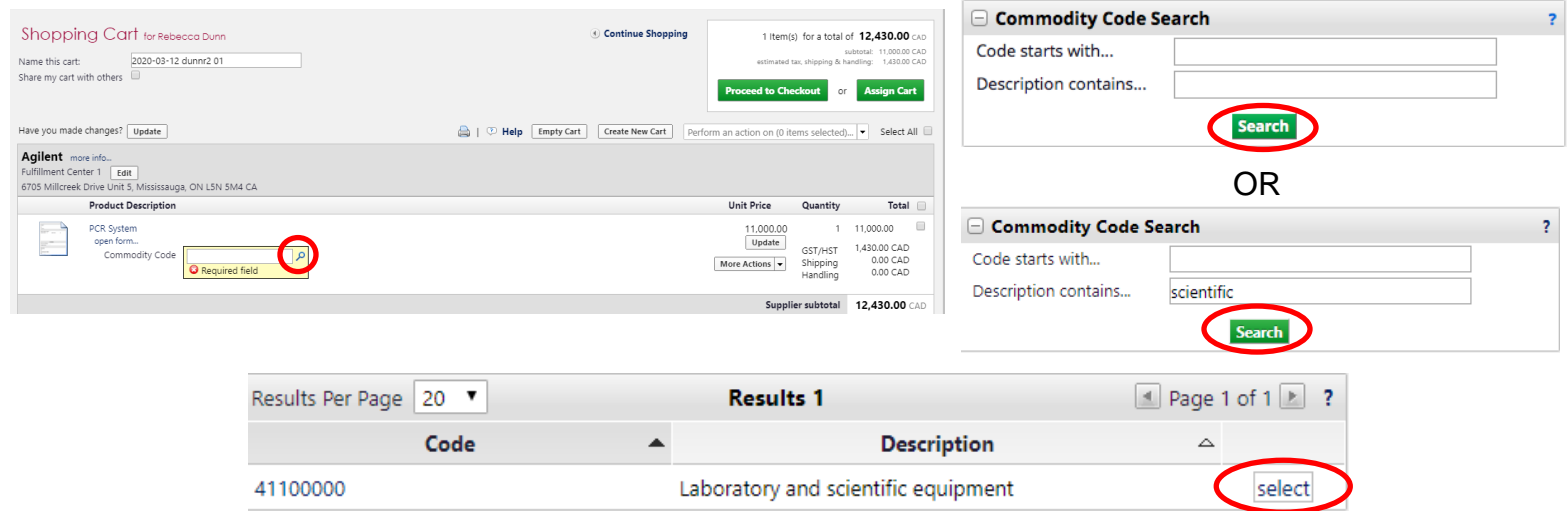 Shopping Cart for Rebecca Dunn
Continue Shopping
1 Item(s) for a total of 12,430.00 CAD
subtotal: 11,000.00 CAD
estimated tax, shipping & handling: 1,430.00 CAD
Name this cart: 2020-03-12 dunnr2 01
Share my cart with others
Proceed to Checkout or Assign Cart
Have you made changes? Update
| ? Help Empty Cart Create New Cart Perform an action on (0 items selected)... Select All
Agilent more info...
Fulfillment Center 1 Edit
6705 Millcreek Drive Unit 5, Mississauga, ON L5N 5M4 CA
Product Description Unit Price Quantity Total
PCR System 11,000.00 1 11,000.00
open form... Update
Commodity Code GST/HST 1,430.00 CAD
More Actions Shipping 0.00 CAD
Required field Handling 0.00 CAD
Supplier subtotal 12,430.00 CAD
Commodity Code Search ?
Code starts with...
Description contains...
Search
OR
Commodity Code Search ?
Code starts with...
Description contains... scientific
Search
Results Per Page 20 Results 1 Page 1 of 1 ?
Code Description
41100000 Laboratory and scientific equipment select